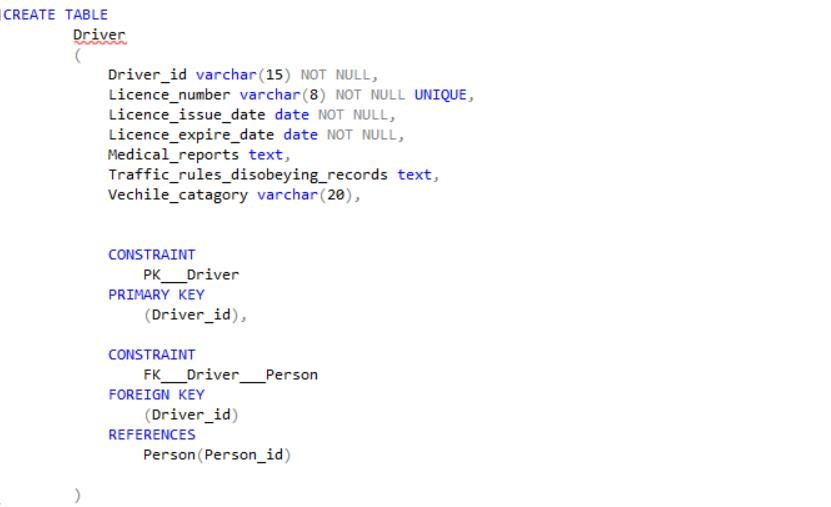 CREATE TABLE
Driver
(
Driver_id varchar(15) NOT NULL,
Licence_number varchar(8) NOT NULL UNIQUE,
Licence_issue_date date NOT NULL,
Licence_expire_date date NOT NULL,
Medical_reports text,
Traffic_rules_disobeying_records text,
Vechile_catagory varchar(20),
CONSTRAINT
PK___Driver
PRIMARY KEY
(Driver_id),
CONSTRAINT
FK___Driver___Person
FOREIGN KEY
(Driver_id)
REFERENCES
Person(Person_id)
)